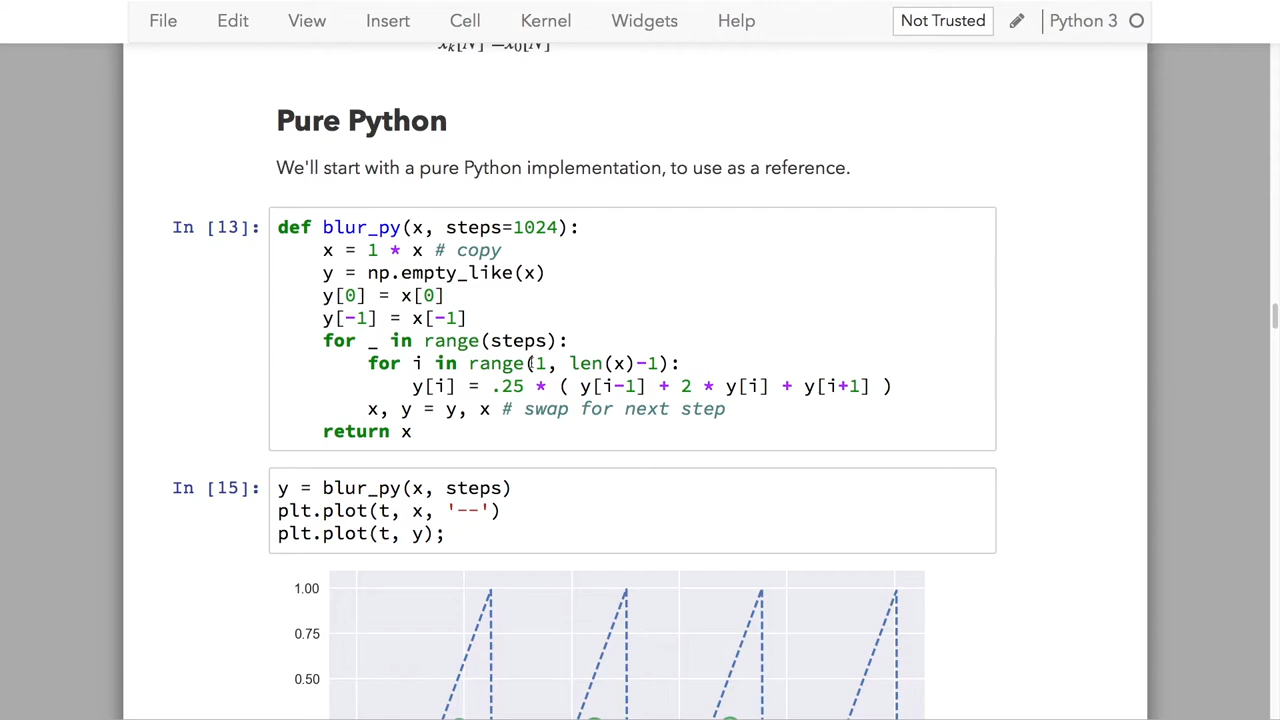 File Edit View Insert Cell Kernel Widgets Help Not Trusted Python 3
Pure Python
We'll start with a pure Python implementation, to use as a reference.
In [13]: def blur_py(x, steps=1024):
x = 1 * x # copy
y = np.empty_like(x)
y[0] = x[0]
y[-1] = x[-1]
for _ in range(steps):
for i in range(1, len(x)-1):
y[i] = .25 * ( y[i-1] + 2 * y[i] + y[i+1] )
x, y = y, x # swap for next step
return x
In [15]: y = blur_py(x, steps)
plt.plot(t, x, '--')
plt.plot(t, y);
1.00
0.75
0.50